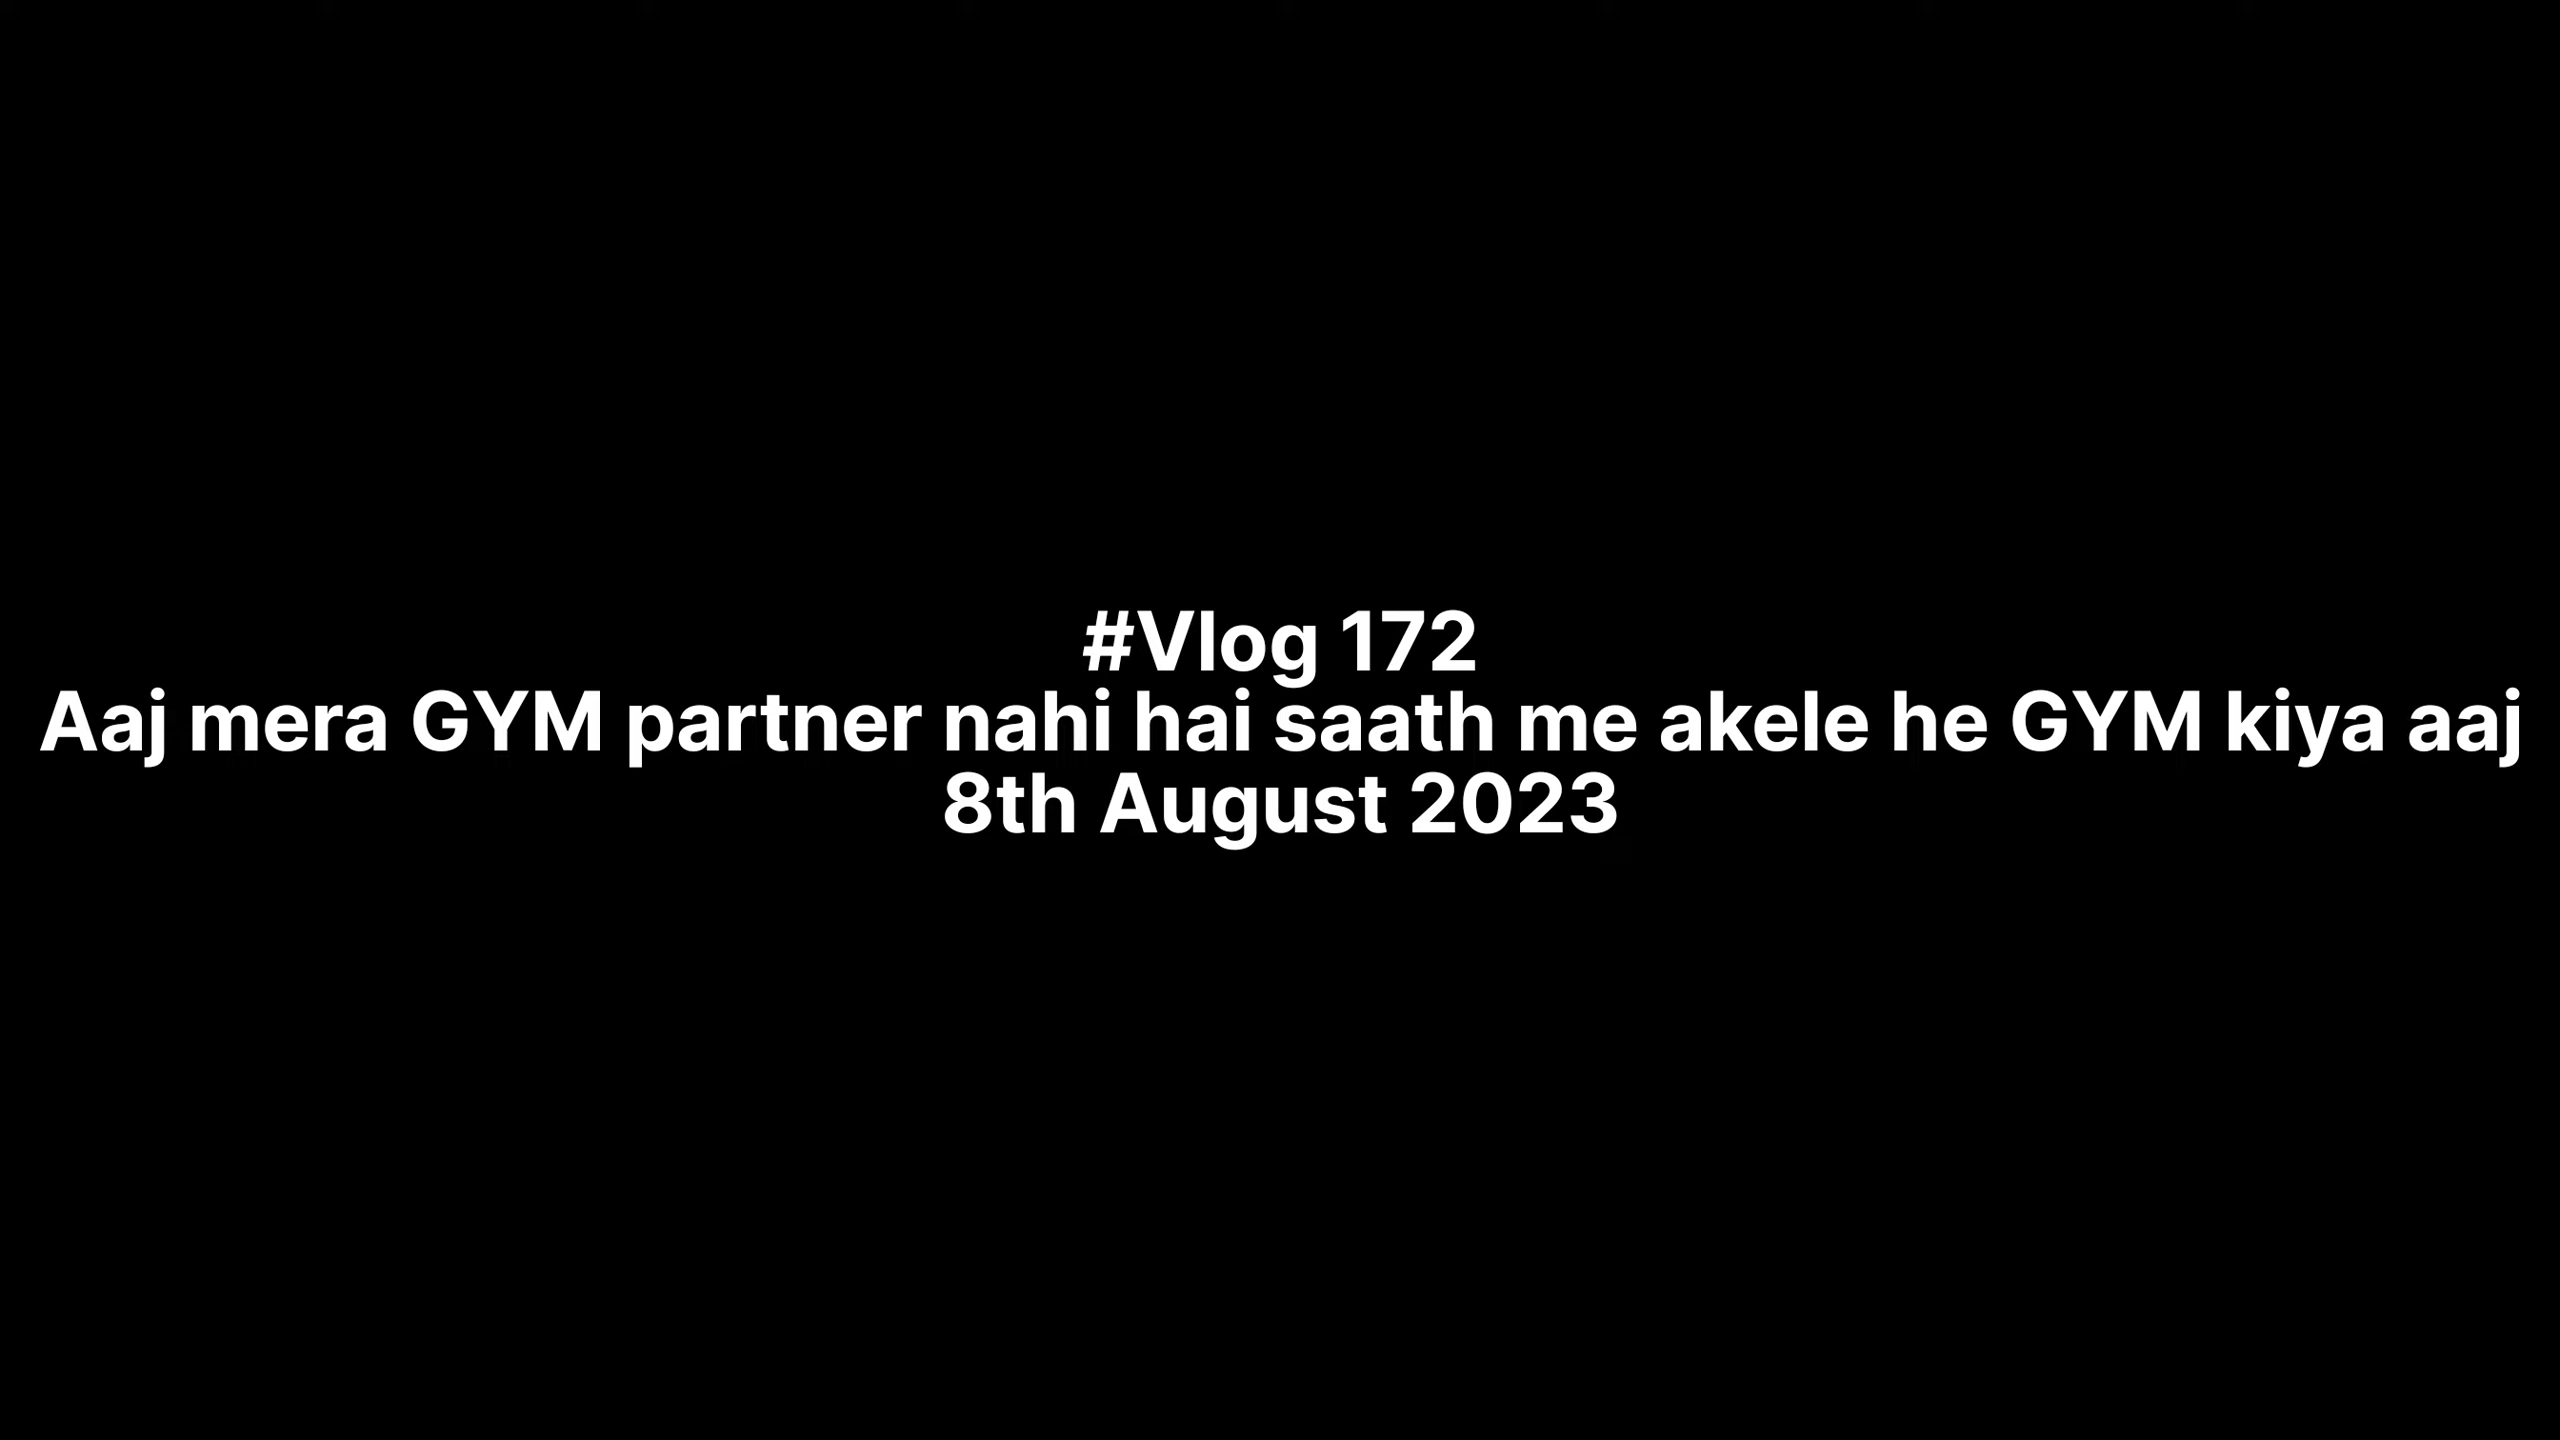 #Vlog 172
Aaj mera GYM partner nahi hai saath me akele he GYM kiya aaj
8th August 2023